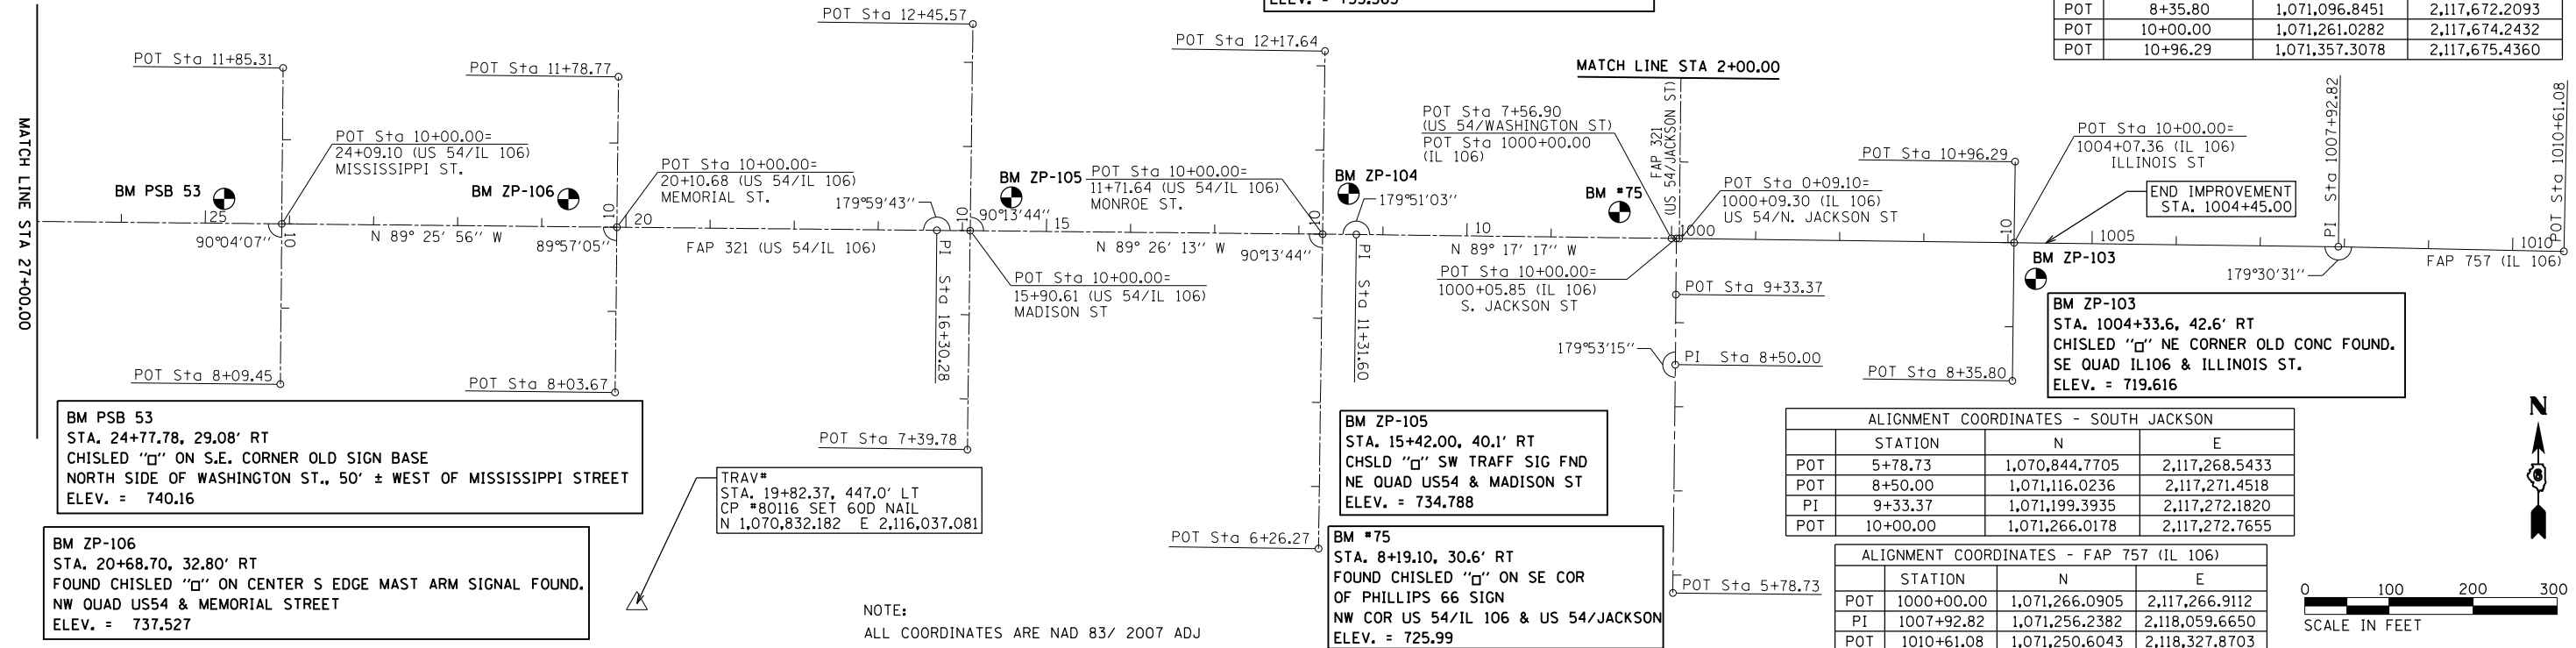 MATCH LINE STA 27+00.00
POT Sta 11+85.31
BM PSB 53
25
POT Sta 10+00.00=
24+09.10 (US 54/IL 106)
MISSISSIPPI ST.
90°04'07''
10
N 89° 25' 56'' W
POT Sta 8+09.45
POT Sta 11+78.77
BM ZP-106
10
20
POT Sta 10+00.00=
20+10.68 (US 54/IL 106)
MEMORIAL ST.
89°57'05''
FAP 321 (US 54/IL 106)
POT Sta 8+03.67
POT Sta 12+45.57
179°59'43''
10
90°13'44''
PI Sta 16+30.28
BM ZP-105
15
POT Sta 10+00.00=
15+90.61 (US 54/IL 106)
MADISON ST
POT Sta 7+39.78
N 89° 26' 13'' W
POT Sta 12+17.64
POT Sta 10+00.00=
11+71.64 (US 54/IL 106)
MONROE ST.
10
90°13'44''
BM ZP-104
179°51'03''
PI Sta 11+31.60
POT Sta 6+26.27
10
N 89° 17' 17'' W
MATCH LINE STA 2+00.00
POT Sta 7+56.90
(US 54/WASHINGTON ST)
POT Sta 1000+00.00
(IL 106)
FAP 321
(US 54/JACKSON ST)
BM #75
1000
POT Sta 0+09.10=
1000+09.30 (IL 106)
US 54/N. JACKSON ST
POT Sta 10+00.00=
1000+05.85 (IL 106)
S. JACKSON ST
POT Sta 9+33.37
179°53'15''
PI Sta 8+50.00
POT Sta 5+78.73
POT Sta 10+96.29
POT Sta 10+00.00=
1004+07.36 (IL 106)
ILLINOIS ST
END IMPROVEMENT
STA. 1004+45.00
10
1005
BM ZP-103
POT Sta 8+35.80
PI Sta 1007+92.82
179°30'31''
1010
POT Sta 1010+61.08
FAP 757 (IL 106)
POT 8+35.80 1,071,096.8451 2,117,672.2093
POT 10+00.00 1,071,261.0282 2,117,674.2432
POT 10+96.29 1,071,357.3078 2,117,675.4360
BM ZP-103
STA. 1004+33.6, 42.6' RT
CHISLED "□" NE CORNER OLD CONC FOUND.
SE QUAD IL106 & ILLINOIS ST.
ELEV. = 719.616
BM PSB 53
STA. 24+77.78, 29.08' RT
CHISLED "□" ON S.E. CORNER OLD SIGN BASE
NORTH SIDE OF WASHINGTON ST., 50' ± WEST OF MISSISSIPPI STREET
ELEV. = 740.16
BM ZP-106
STA. 20+68.70, 32.80' RT
FOUND CHISLED "□" ON CENTER S EDGE MAST ARM SIGNAL FOUND.
NW QUAD US54 & MEMORIAL STREET
ELEV. = 737.527
TRAV#
STA. 19+82.37, 447.0' LT
CP #80116 SET 60D NAIL
N 1,070,832.182 E 2,116,037.081
NOTE:
ALL COORDINATES ARE NAD 83/ 2007 ADJ
BM ZP-105
STA. 15+42.00, 40.1' RT
CHSLD "□" SW TRAFF SIG FND
NE QUAD US54 & MADISON ST
ELEV. = 734.788
BM #75
STA. 8+19.10, 30.6' RT
FOUND CHISLED "□" ON SE COR
OF PHILLIPS 66 SIGN
NW COR US 54/IL 106 & US 54/JACKSON
ELEV. = 725.99
ALIGNMENT COORDINATES - SOUTH JACKSON
STATION N E
POT 5+78.73 1,070,844.7705 2,117,268.5433
POT 8+50.00 1,071,116.0236 2,117,271.4518
PI 9+33.37 1,071,199.3935 2,117,272.1820
POT 10+00.00 1,071,266.0178 2,117,272.7655
ALIGNMENT COORDINATES - FAP 757 (IL 106)
STATION N E
POT 1000+00.00 1,071,266.0905 2,117,266.9112
PI 1007+92.82 1,071,256.2382 2,118,059.6650
POT 1010+61.08 1,071,250.6043 2,118,327.8703
N
6
0 100 200 300
SCALE IN FEET